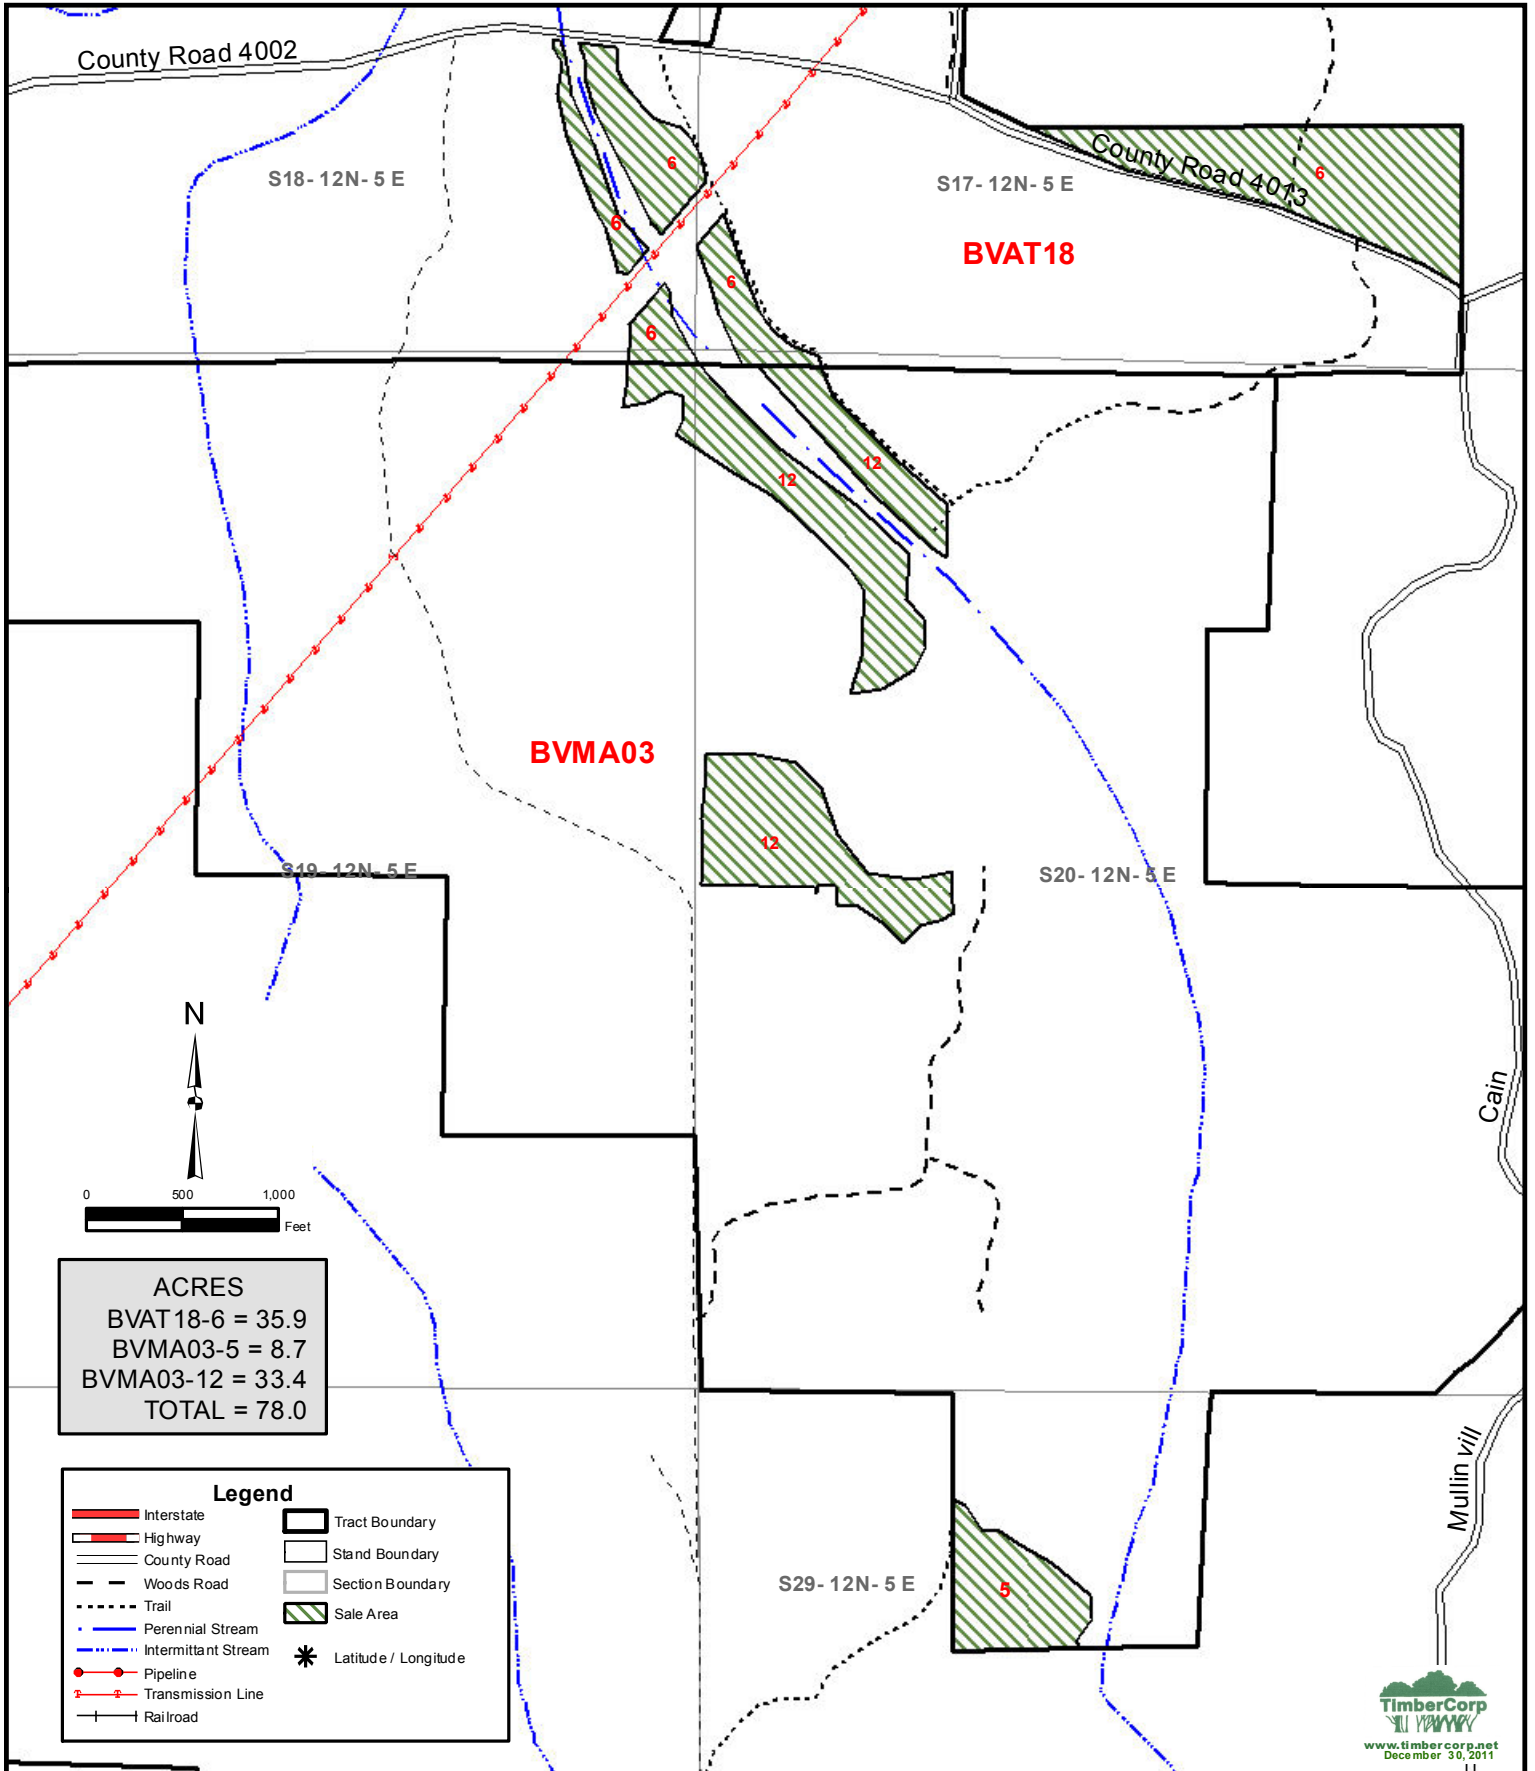 County Road 4002
S18-12N-5 E
6
6
S17-12N-5 E
County Road 4013
6
BVAT18
6
6
12
12
BVMA03
12
S19-12N-5 E
S20-12N-5 E
N
0 500 1,000
Feet
Cain
ACRES
BVAT18-6 = 35.9
BVMA03-5 = 8.7
BVMA03-12 = 33.4
TOTAL = 78.0
Mullin vill
Legend
Interstate
Highway
County Road
Woods Road
Trail
Perennial Stream
Intermittant Stream
Pipeline
Transmission Line
Railroad
Tract Boundary
Stand Boundary
Section Boundary
Sale Area
Latitude / Longitude
S29-12N-5 E
5
TimberCorp
www.timbercorp.net
December 30, 2011